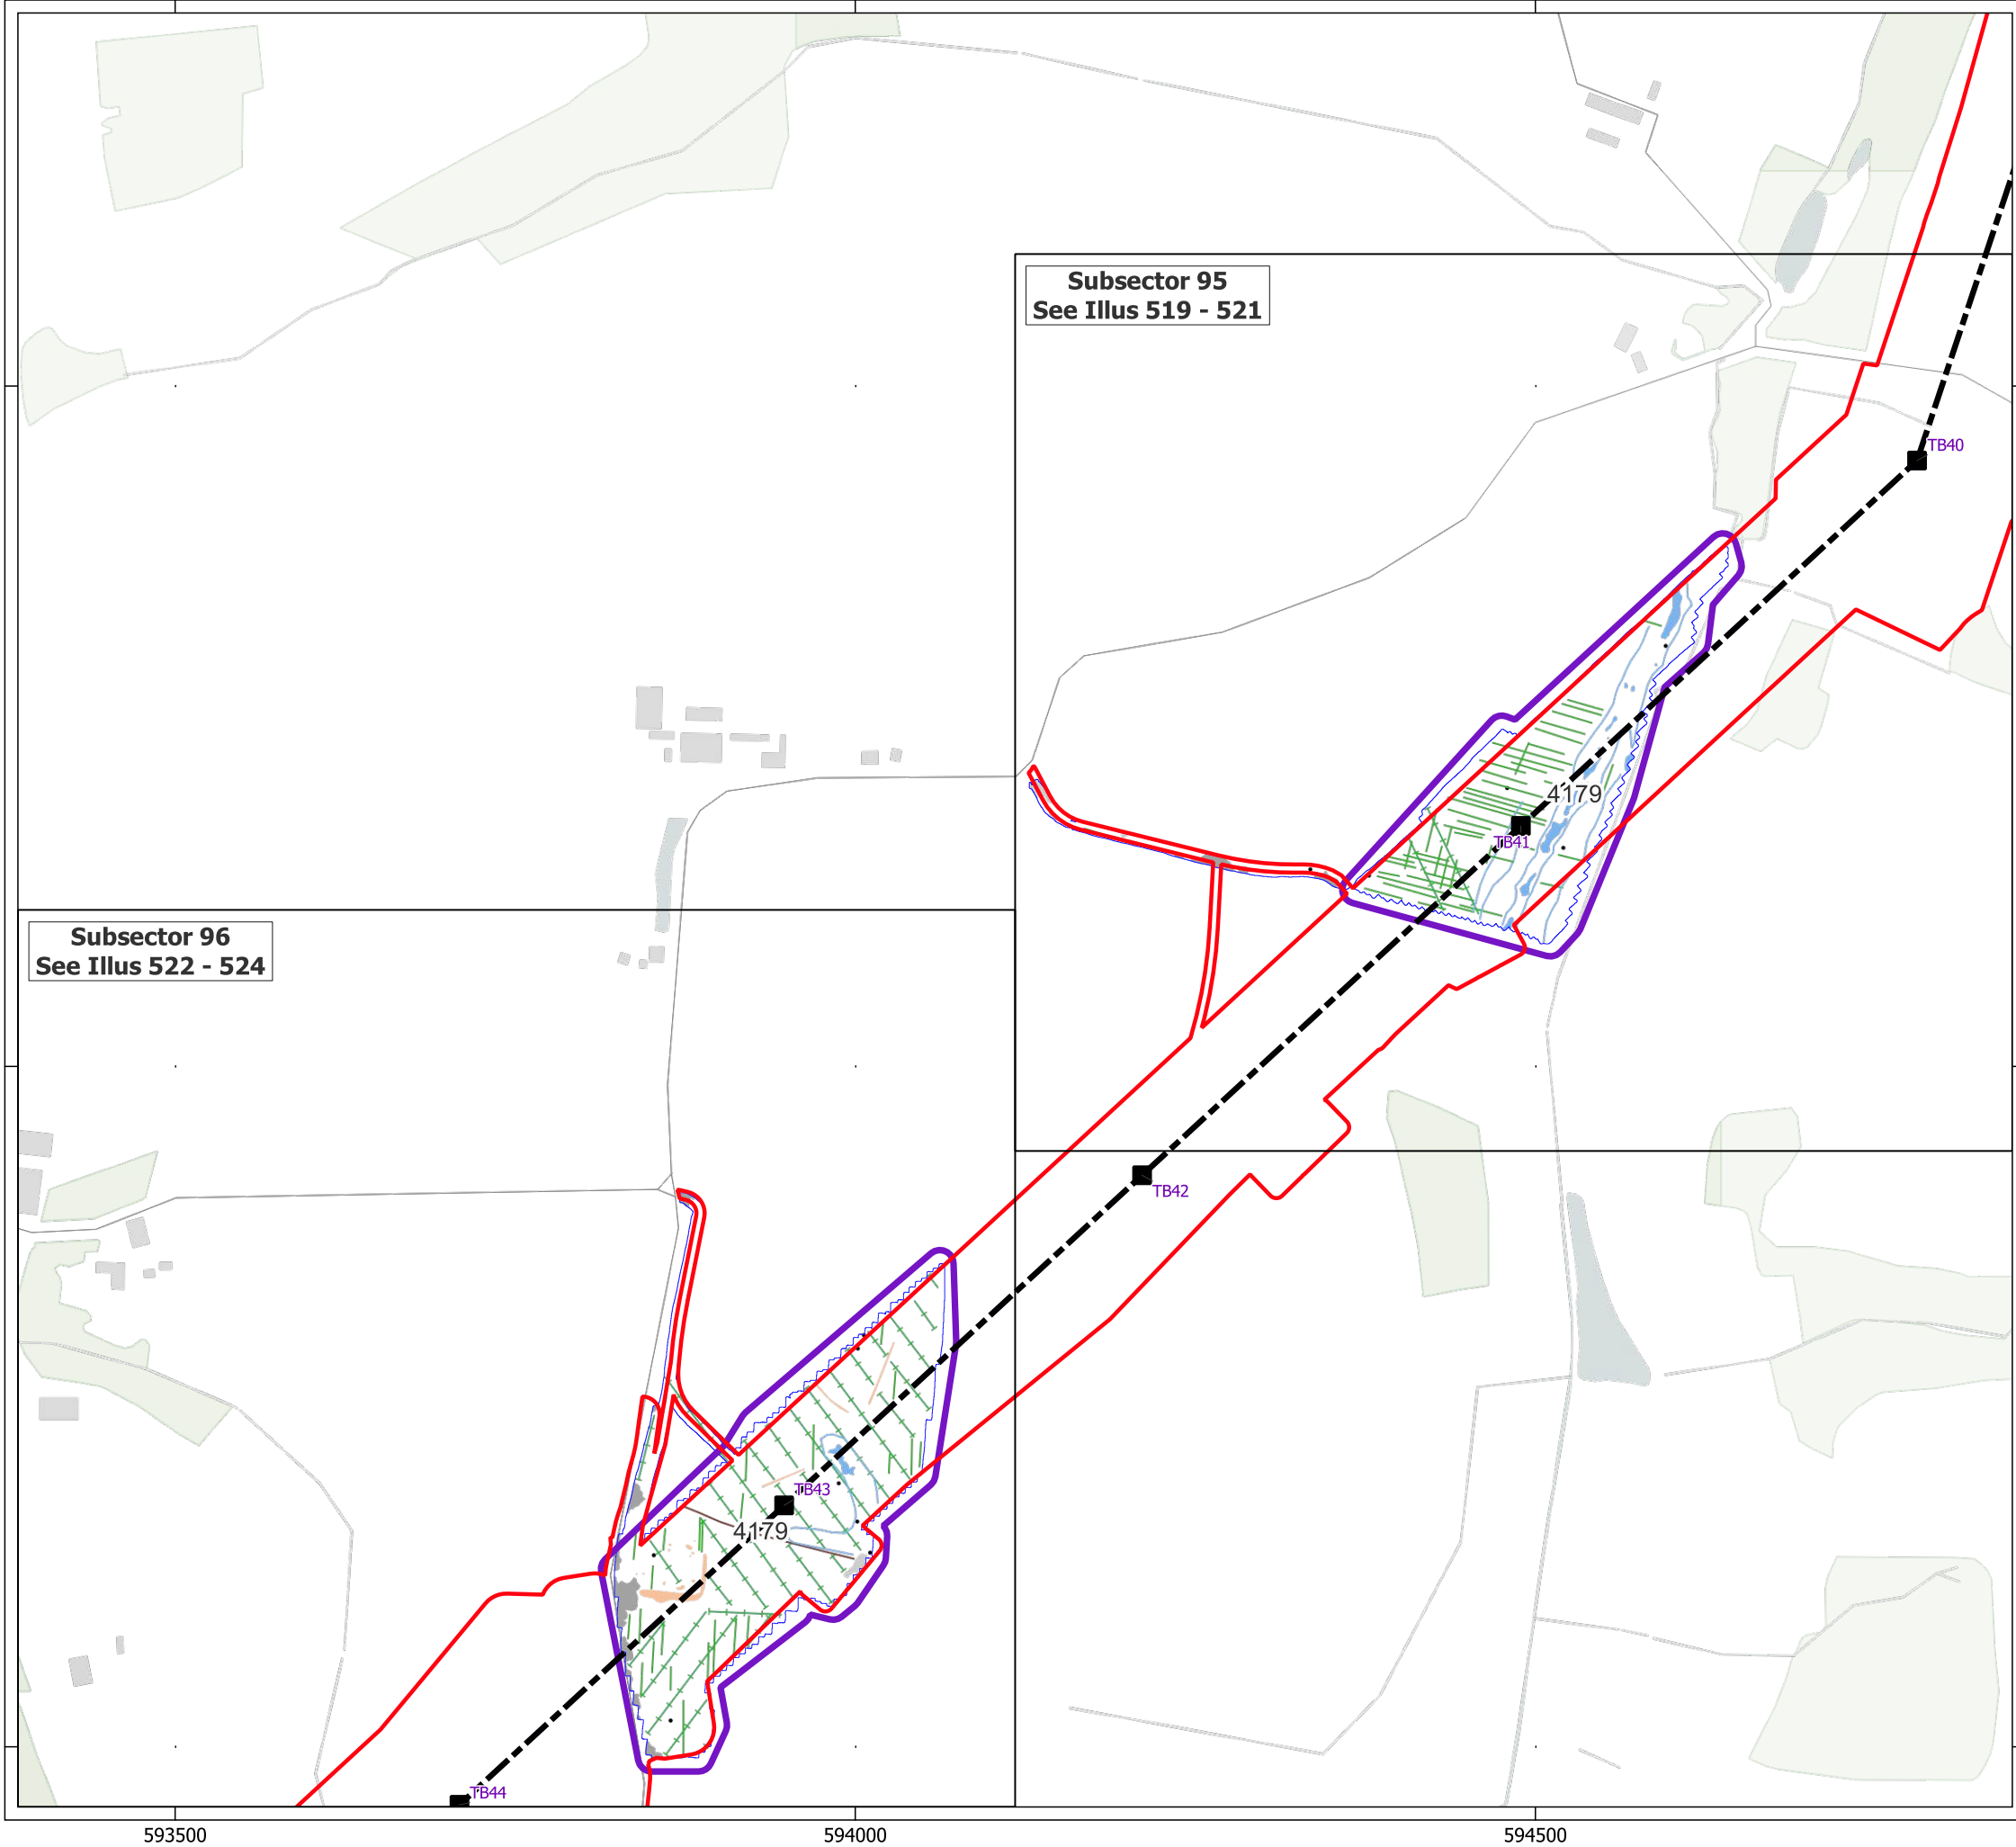 Subsector 95
See Illus 519 - 521
TB40
4179
TB41
Subsector 96
See Illus 522 - 524
TB42
TB43
4179
TB44
593500
594000
594500